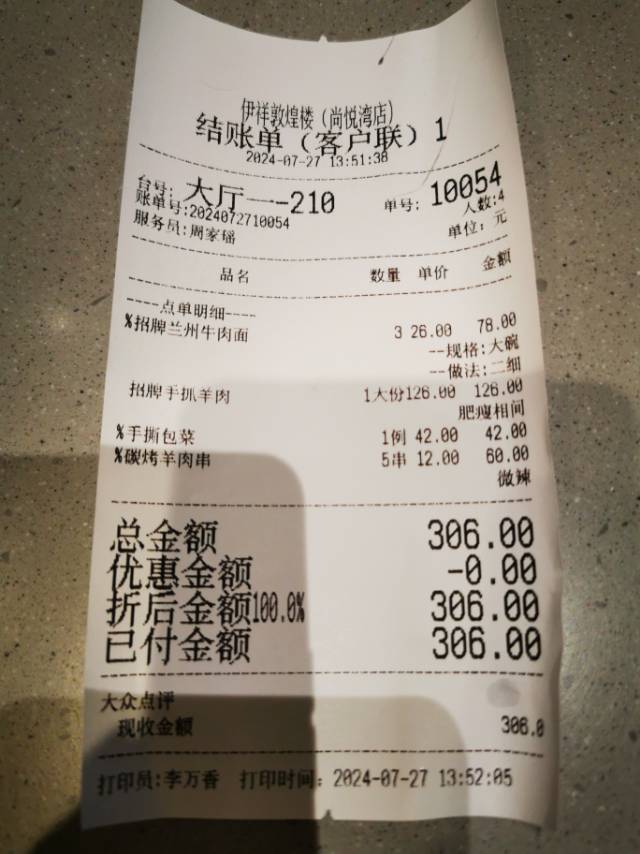 伊祥敦煌楼（尚悦湾店）
结账单（客户联）1
2024-07-27 13:51:38
台号: 大厅一-210 单号: 10054
账单号:2024072710054 人数:4
服务员:周家瑶 单位: 元
品名 数量 单价 金额
-----点单明细----
%招牌兰州牛肉面 3 26.00 78.00
--规格:大碗
--做法:二细
招牌手抓羊肉 1大份126.00 126.00
肥瘦相间
%手撕包菜 1例 42.00 42.00
%碳烤羊肉串 5串 12.00 60.00
微辣
总金额 306.00
优惠金额 -0.00
折后金额100.0% 306.00
已付金额 306.00
大众点评
现收金额 306.0
打印员:李万香 打印时间: 2024-07-27 13:52:05